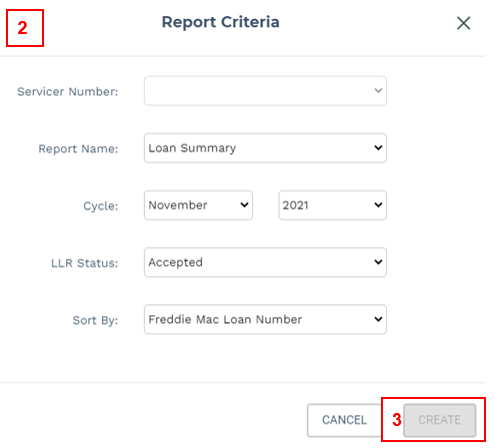 2
Report Criteria
Servicer Number:
Report Name: Loan Summary
Cycle: November 2021
LLR Status: Accepted
Sort By: Freddie Mac Loan Number
CANCEL 3 CREATE